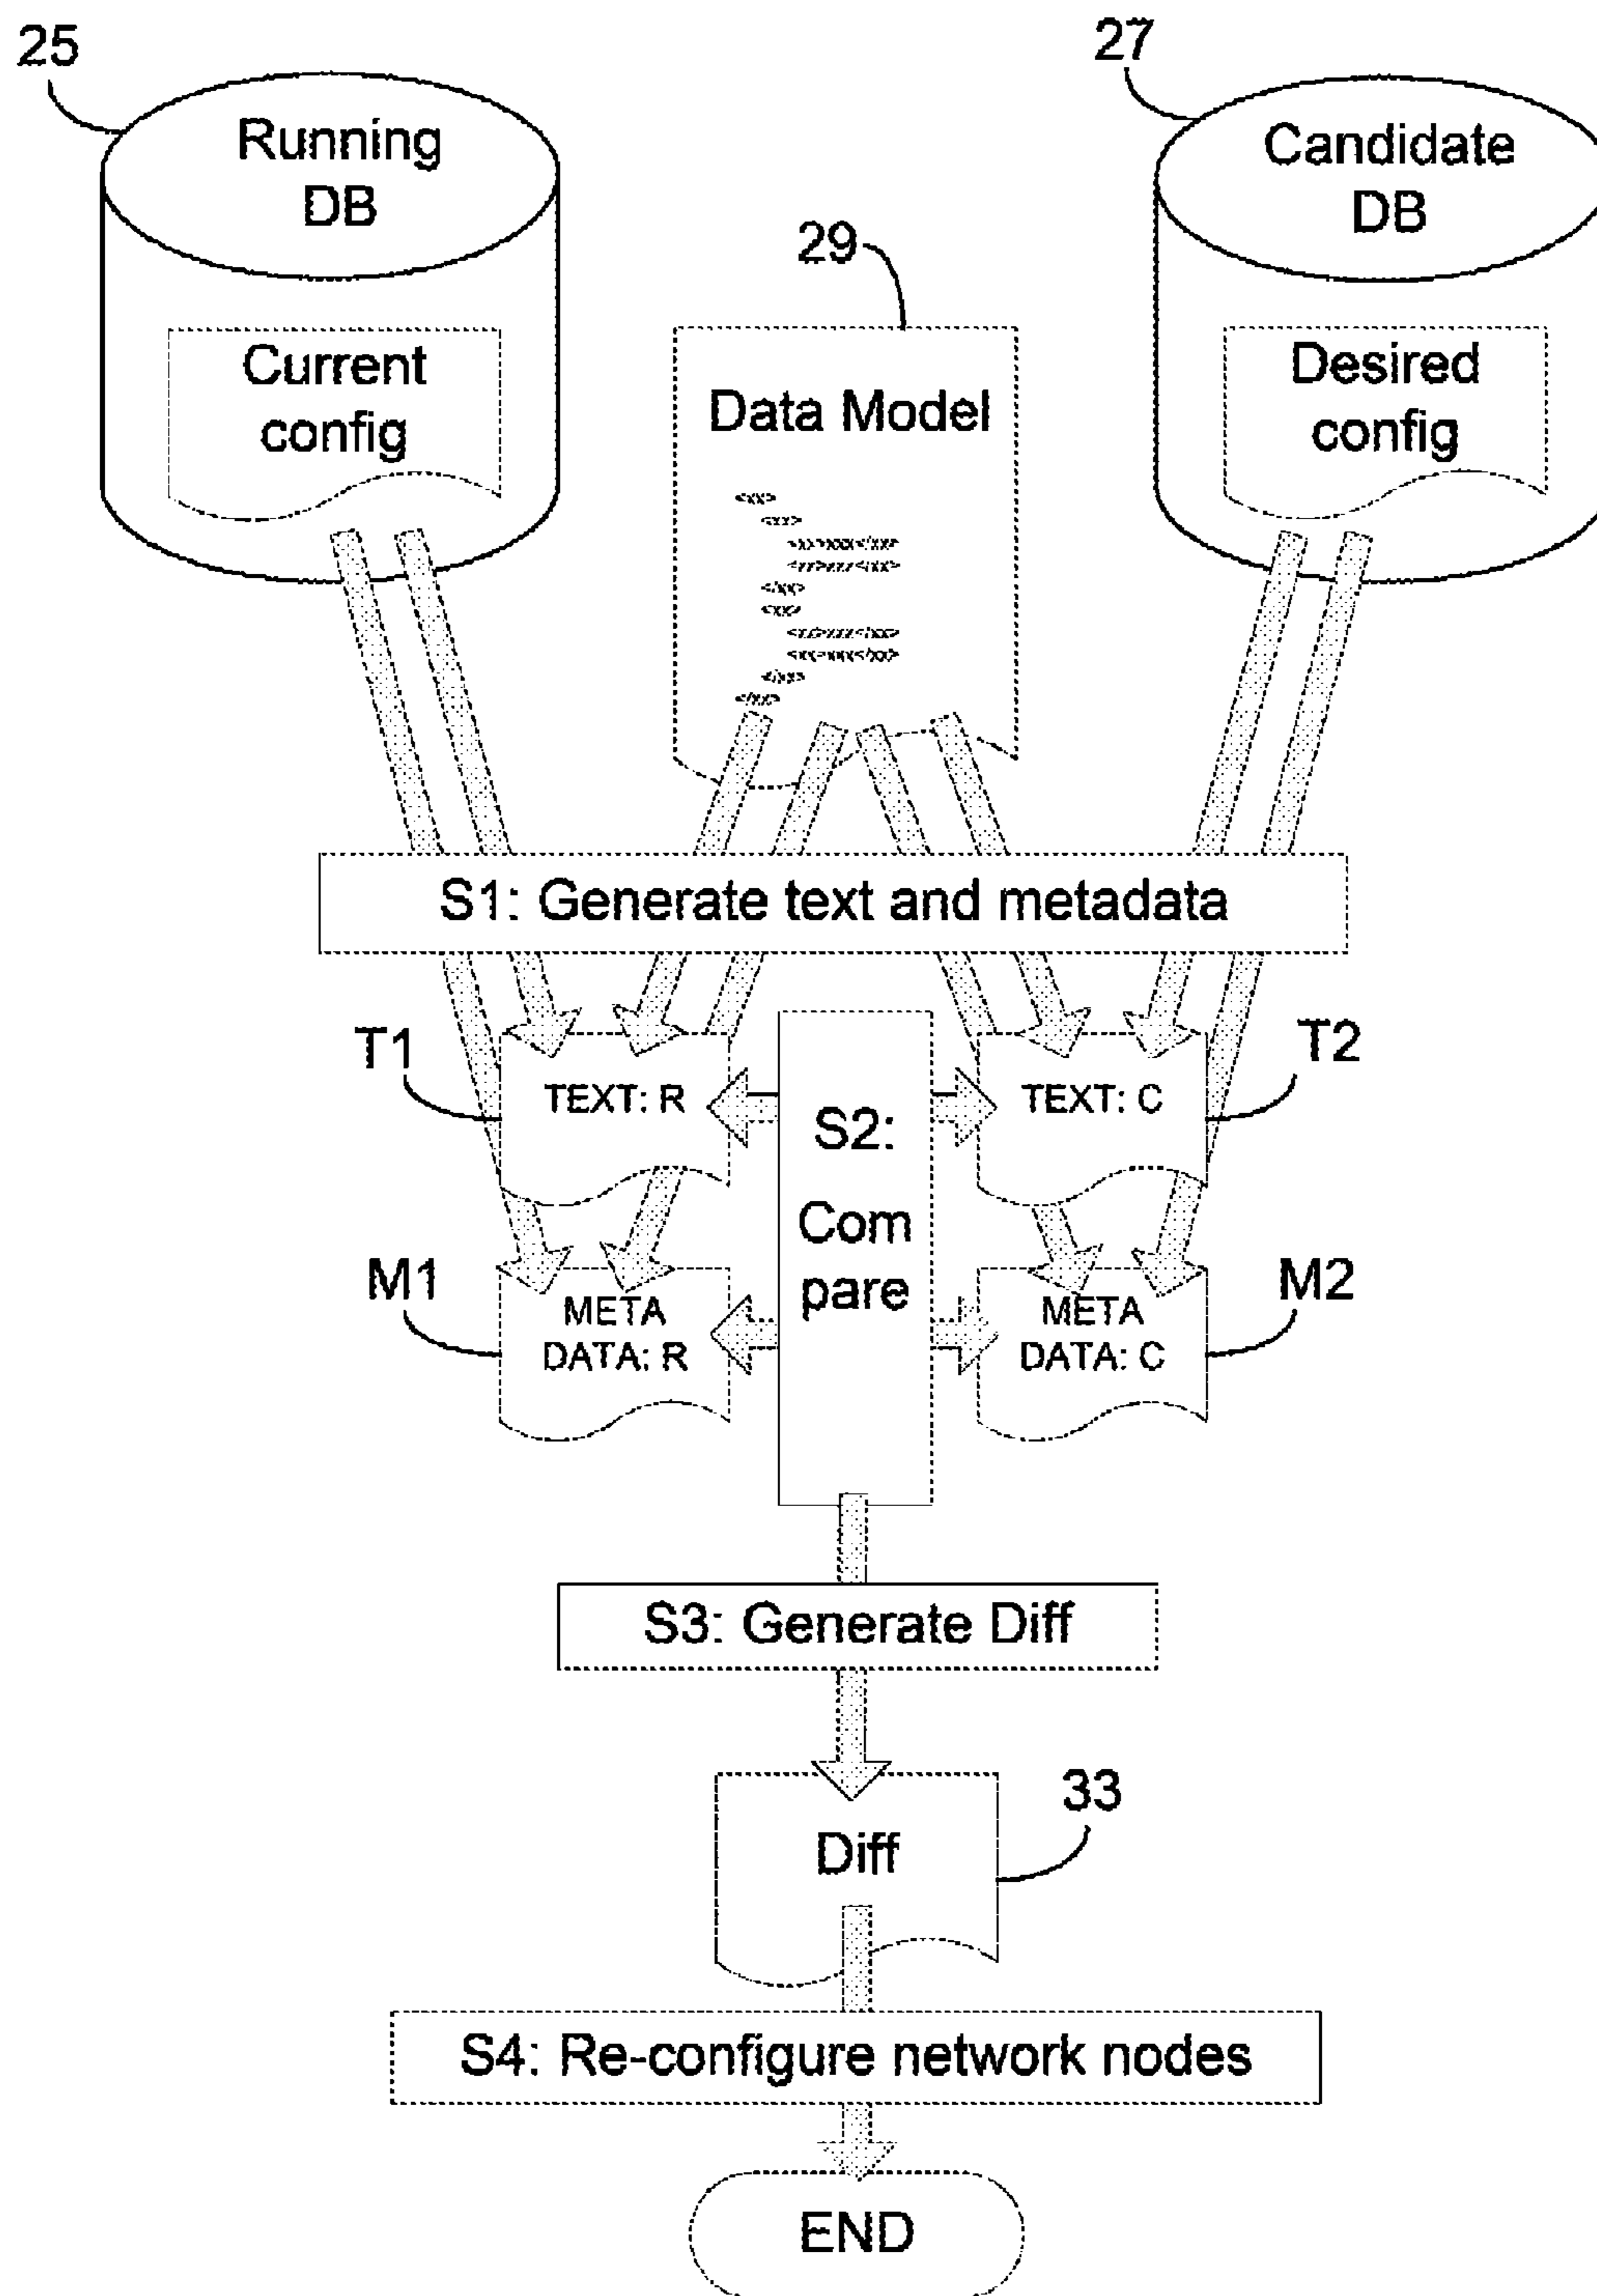 25
27
Running
DB
Candidate
DB
29
Current
config
Data Model
Desired
config
S1: Generate text and metadata
T1
T2
TEXT: R
TEXT: C
S2:
Com
pare
M1
M2
META
DATA: R
META
DATA: C
S3: Generate Diff
33
Diff
S4: Re-configure network nodes
END